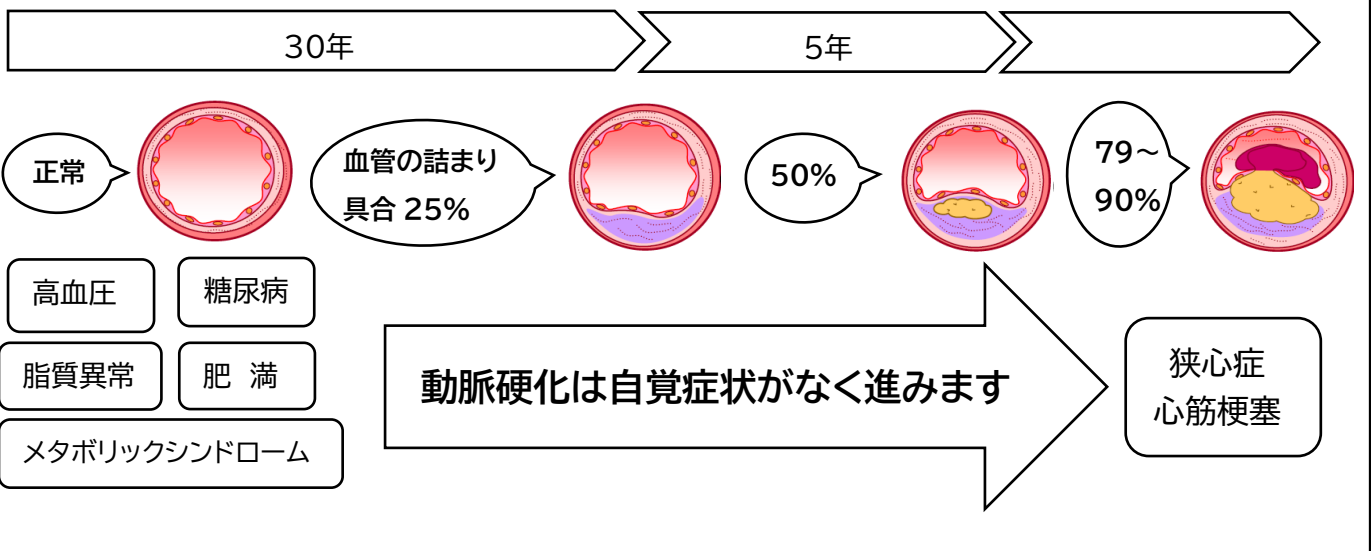 30年
5年
正常
血管の詰まり
具合 25%
50%
79～
90%
高血圧
糖尿病
脂質異常
肥 満
メタボリックシンドローム
動脈硬化は自覚症状がなく進みます
狭心症
心筋梗塞